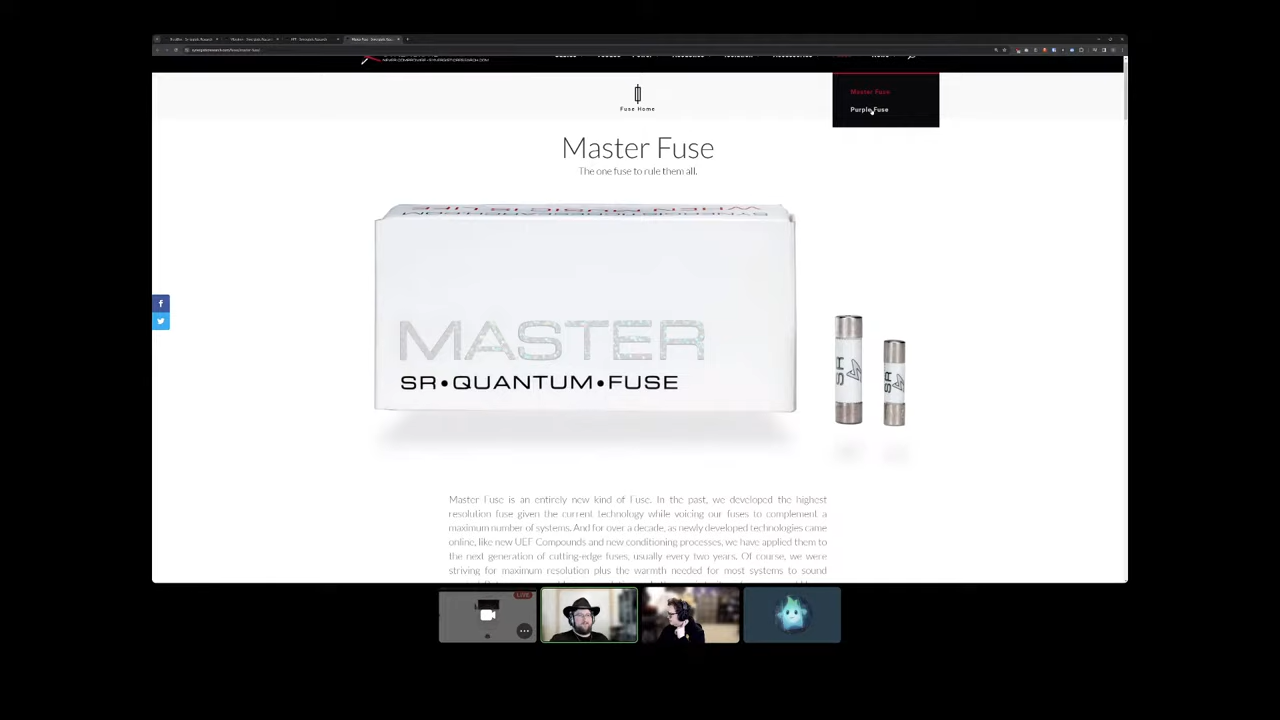 Master Fuse
Purple Fuse
Fuse Home
Master Fuse
The one fuse to rule them all.
MASTER
SR•QUANTUM•FUSE
SR
SR
Master Fuse is an entirely new kind of Fuse. In the past, we developed the highest
resolution fuse given the current technology while voicing our fuses to complement a
maximum number of systems. And for over a decade, as newly developed technologies came
online, like new UEF Compounds and new conditioning processes, we have applied them to
the next generation of cutting-edge fuses, usually every two years. Of course, we were
striving for maximum resolution plus the warmth needed for most systems to sound
LIVE